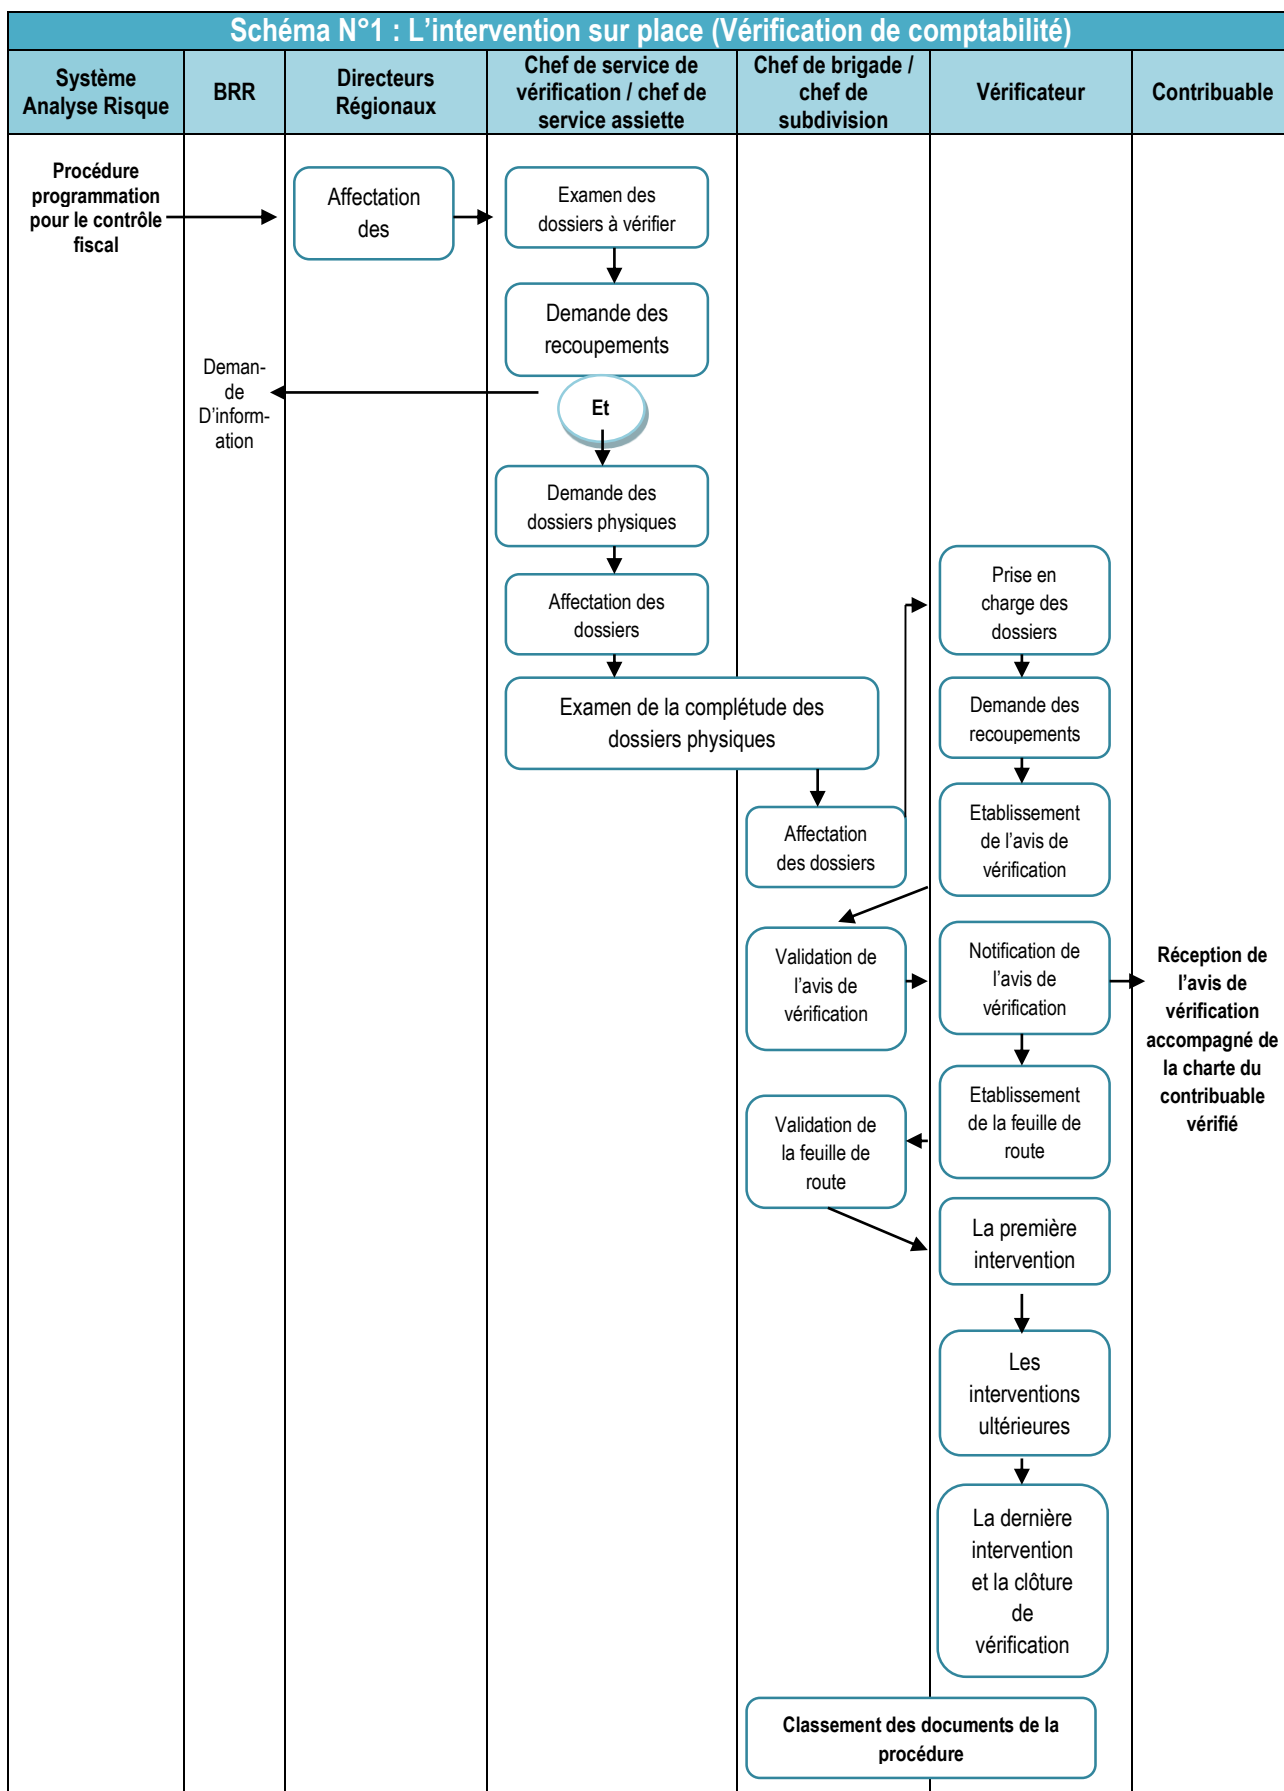 Schéma N°1 : L'intervention sur place (Vérification de comptabilité)
Système
Analyse Risque
BRR
Directeurs
Régionaux
Chef de service de
vérification / chef de
service assiette
Chef de brigade /
chef de
subdivision
Vérificateur
Contribuable
Procédure
programmation
pour le contrôle
fiscal
Affectation
des
Examen des
dossiers à vérifier
Demande des
recoupements
Deman-
de
D'inform-
ation
Et
Demande des
dossiers physiques
Affectation des
dossiers
Prise en
charge des
dossiers
Examen de la complétude des
dossiers physiques
Demande des
recoupements
Affectation
des dossiers
Etablissement
de l'avis de
vérification
Validation de
l'avis de
vérification
Notification de
l'avis de
vérification
Réception de
l'avis de
vérification
accompagné de
la charte du
contribuable
vérifié
Etablissement
de la feuille de
route
Validation de
la feuille de
route
La première
intervention
Les
interventions
ultérieures
La dernière
intervention
et la clôture
de
vérification
Classement des documents de la
procédure